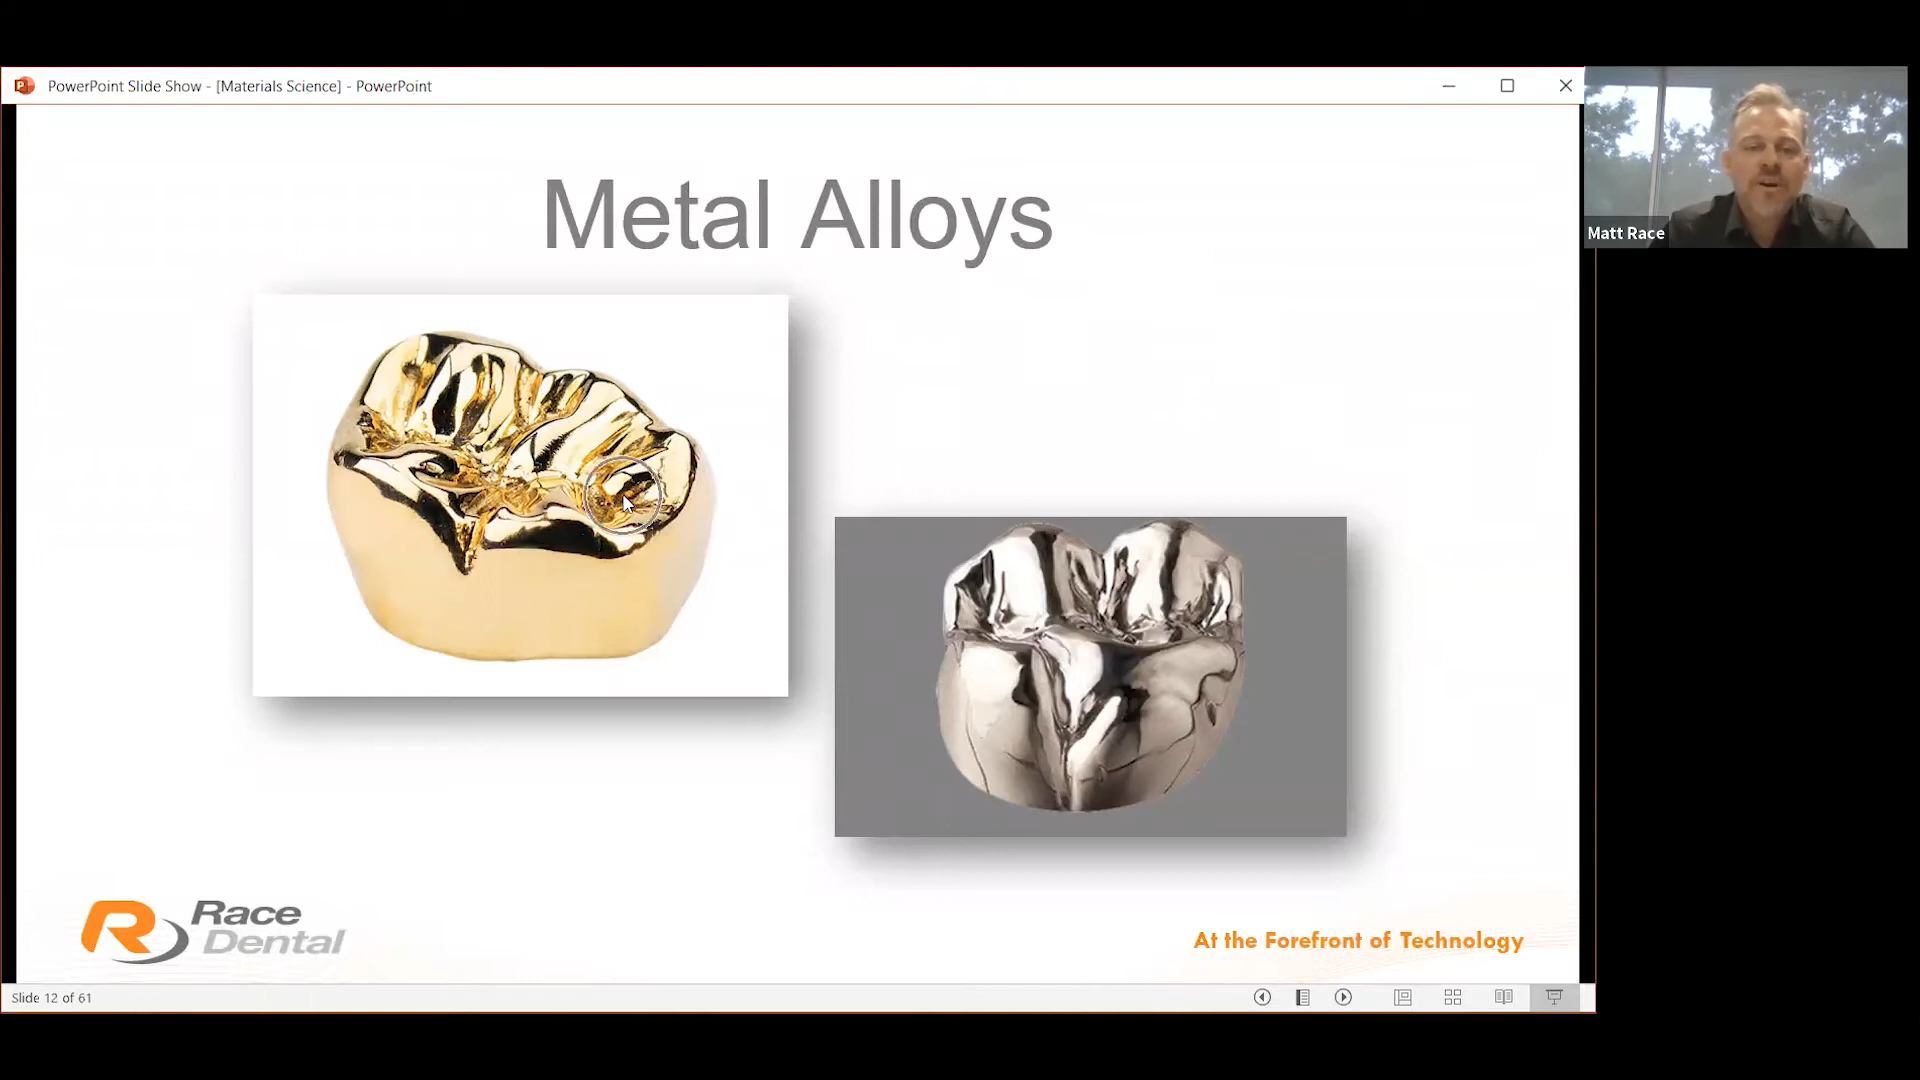 PowerPoint Slide Show - [Materials Science] - PowerPoint
Matt Race
Metal Alloys
Race
Dental
At the Forefront of Technology
Slide 12 of 61